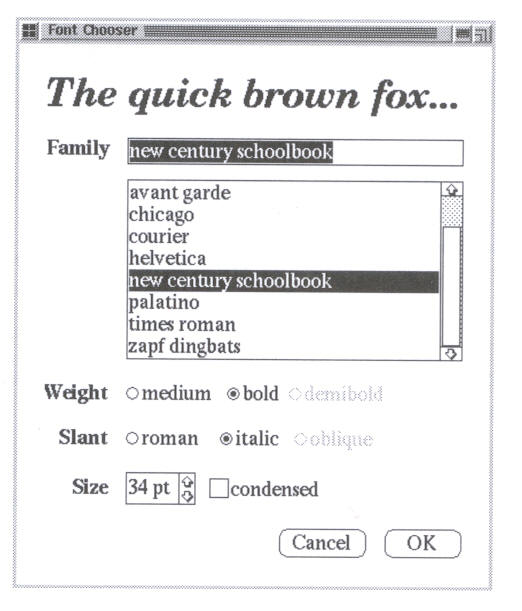 Font Chooser
The quick brown fox...
Family new century schoolbook
avant garde
chicago
courier
helvetica
new century schoolbook
palatino
times roman
zapf dingbats
Weight medium bold demibold
Slant roman italic oblique
Size 34 pt condensed
Cancel OK